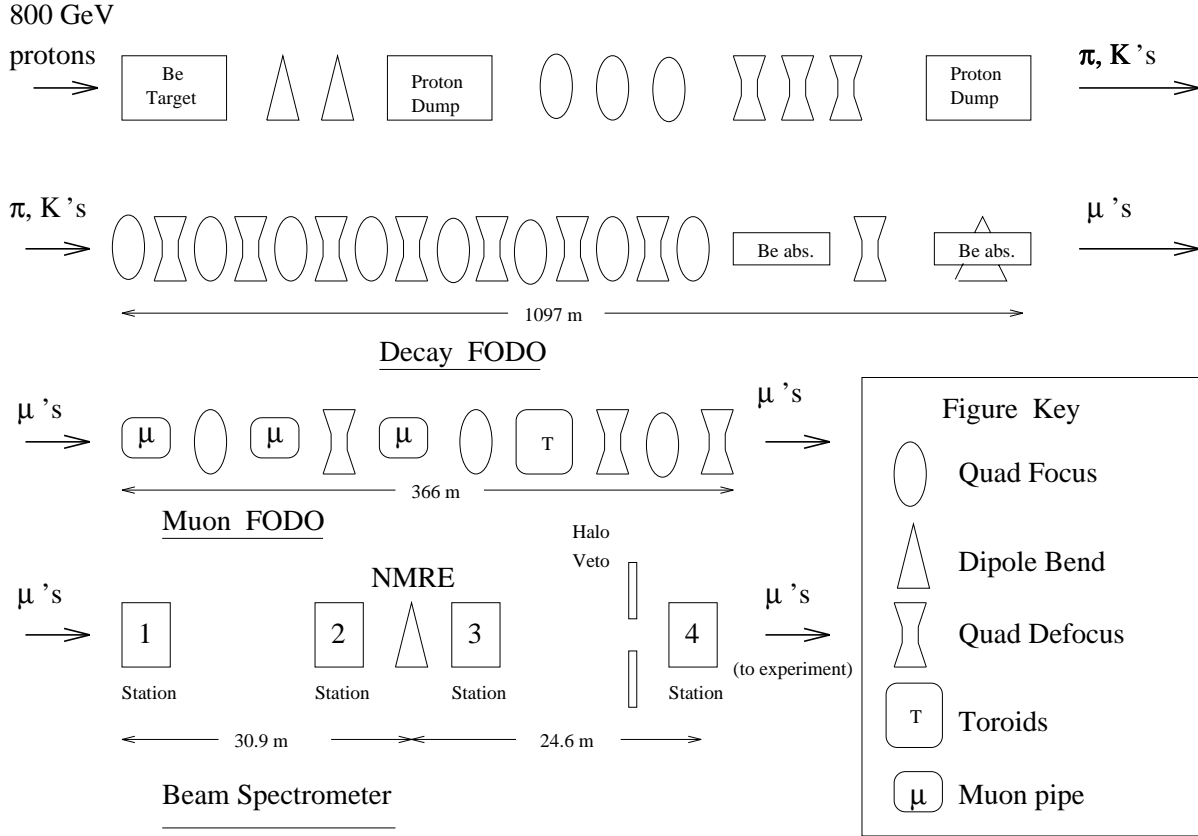 800 GeV
protons
Be
Target
Proton
Dump
Proton
Dump
π, K 's
π, K 's
Be abs.
Be abs.
μ 's
1097 m
Decay FODO
μ 's
μ
μ
μ
T
μ 's
366 m
Muon FODO
Halo
Veto
NMRE
μ 's
1
2
3
4
μ 's
(to experiment)
Station
Station
Station
Station
30.9 m
24.6 m
Beam Spectrometer
Figure Key
Quad Focus
Dipole Bend
Quad Defocus
T
Toroids
μ
Muon pipe